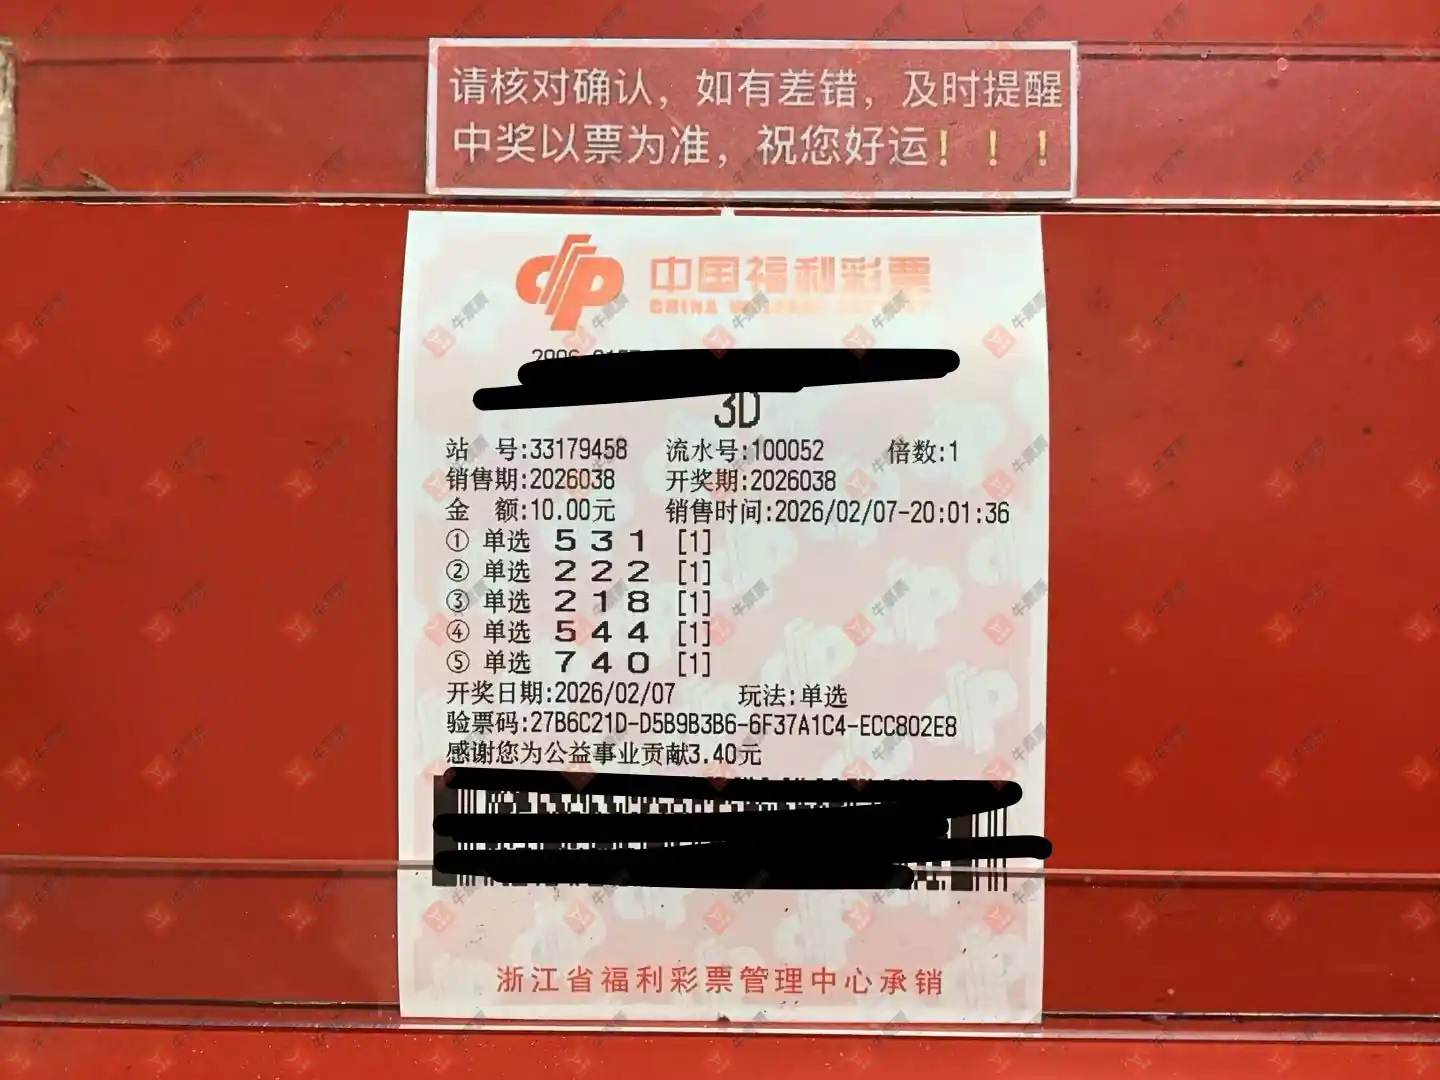 请核对确认，如有差错，及时提醒
中奖以票为准，祝您好运！！！
中国福利彩票
CHINA
3D
站 号:33179458 流水号:100052 倍数:1
销售期:2026038 开奖期:2026038
金 额:10.00元 销售时间:2026/02/07-20:01:36
① 单选 5 3 1 [1]
② 单选 2 2 2 [1]
③ 单选 2 1 8 [1]
④ 单选 5 4 4 [1]
⑤ 单选 7 4 0 [1]
开奖日期:2026/02/07 玩法:单选
验票码:27B6C21D-D5B9B3B6-6F37A1C4-ECC802E8
感谢您为公益事业贡献3.40元
浙江省福利彩票管理中心承销